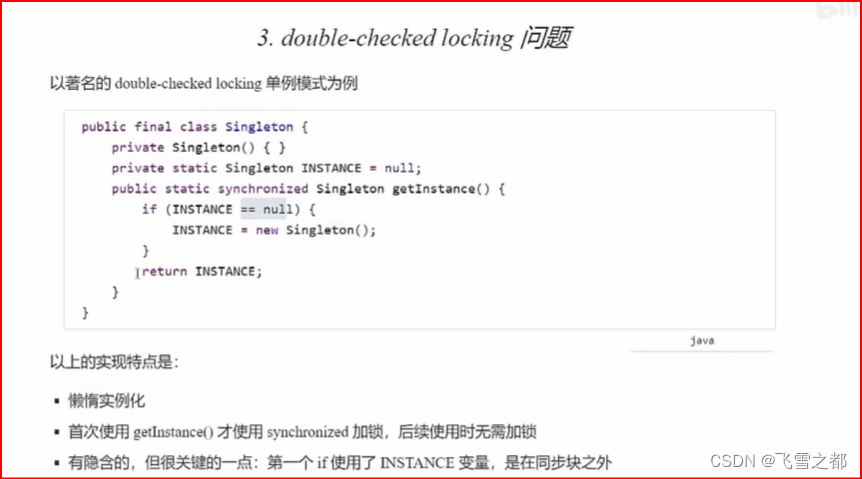 3. double-checked locking 问题
以著名的 double-checked locking 单例模式为例
public final class Singleton {
private Singleton() { }
private static Singleton INSTANCE = null;
public static synchronized Singleton getInstance() {
if (INSTANCE == null) {
INSTANCE = new Singleton();
}
return INSTANCE;
}
}
java
以上的实现特点是：
▪ 懒惰实例化
▪ 首次使用 getInstance() 才使用 synchronized 加锁，后续使用时无需加锁
▪ 有隐含的，但很关键的一点：第一个 if 使用了 INSTANCE 变量，是在同步块之外
CSDN @飞雪之都